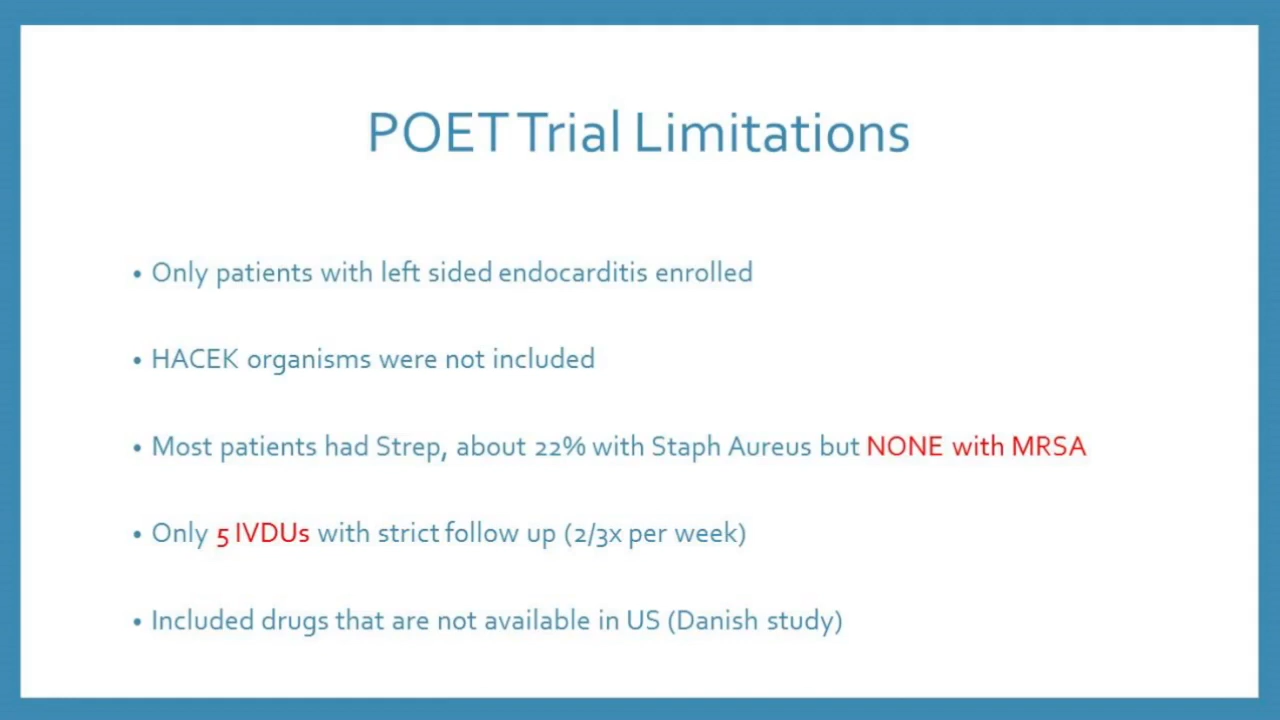 POET Trial Limitations
• Only patients with left sided endocarditis enrolled
• HACEK organisms were not included
• Most patients had Strep, about 22% with Staph Aureus but NONE with MRSA
• Only 5 IVDUs with strict follow up (2/3x per week)
• Included drugs that are not available in US (Danish study)